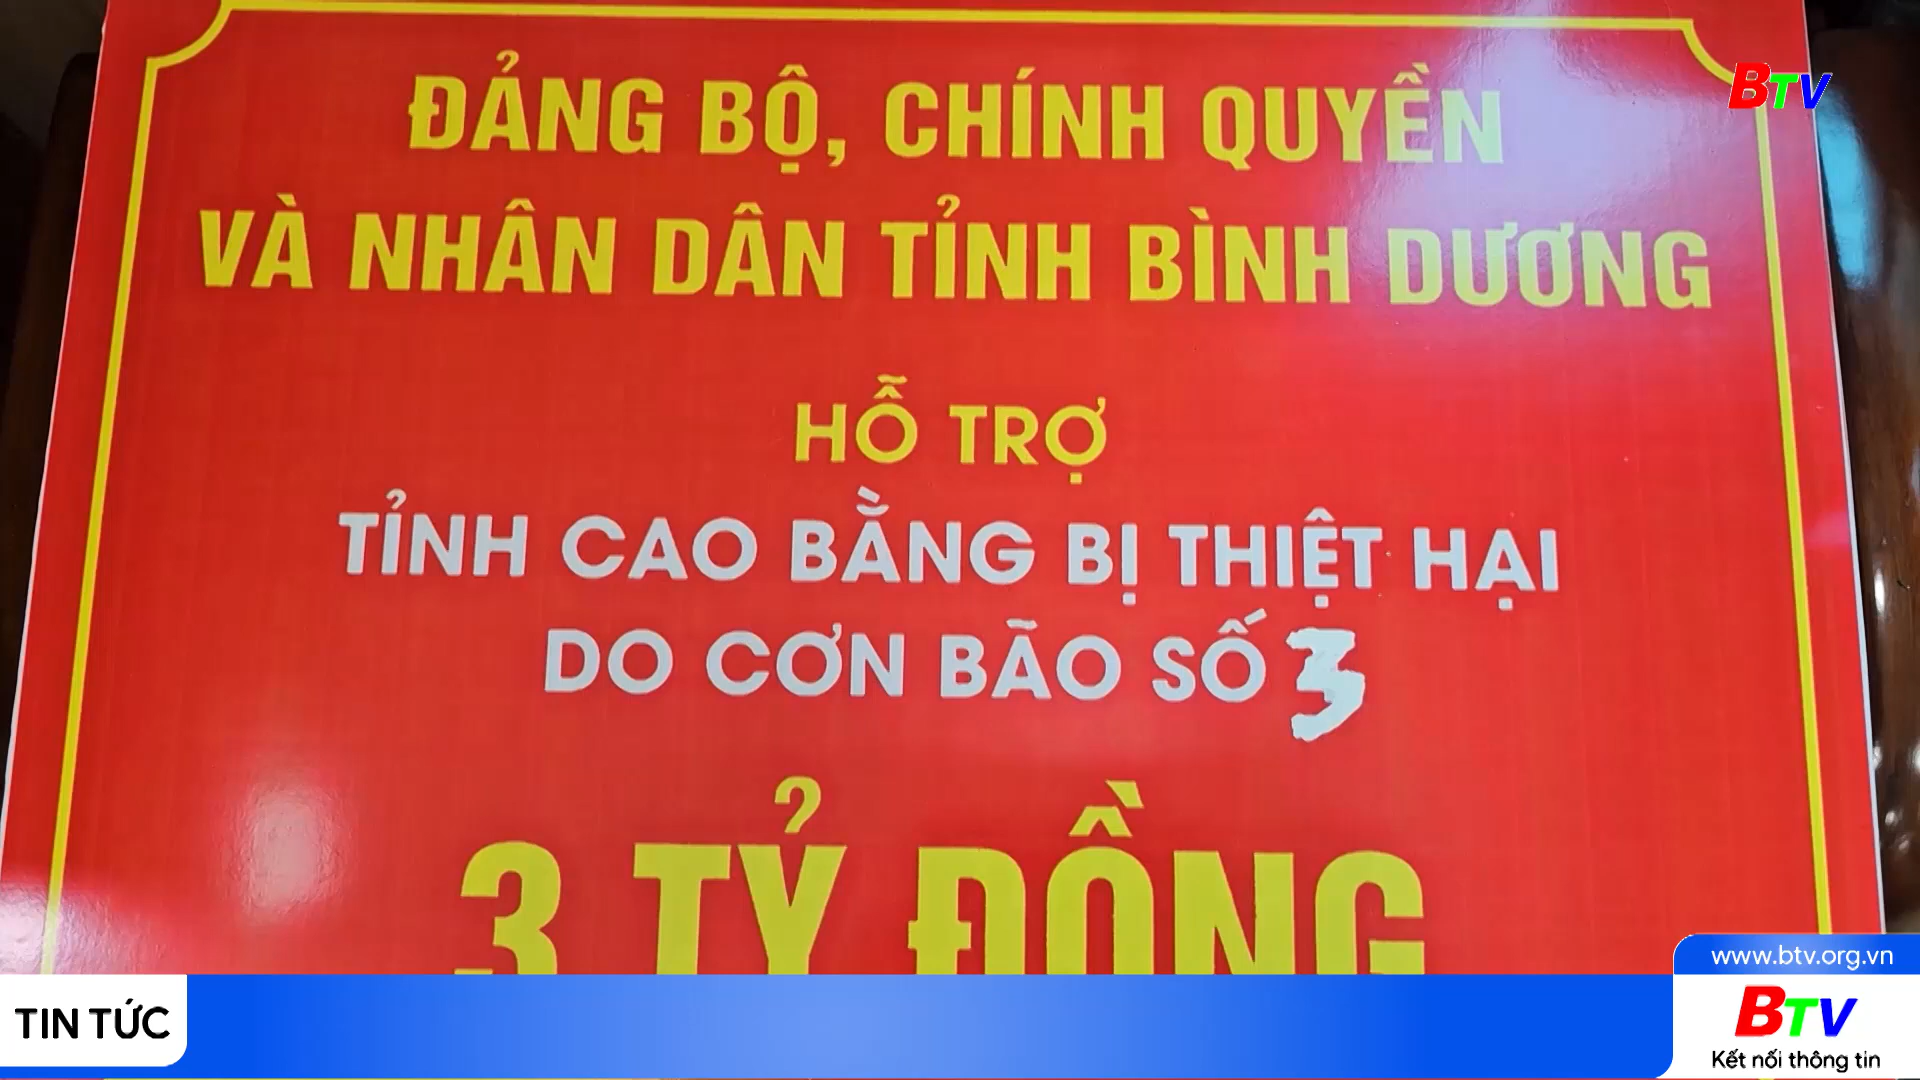 BTV
ĐẢNG BỘ, CHÍNH QUYỀN
VÀ NHÂN DÂN TỈNH BÌNH DƯƠNG
HỖ TRỢ
TỈNH CAO BẰNG BỊ THIỆT HẠI
DO CƠN BÃO SỐ 3
3 TỶ ĐỒNG
www.btv.org.vn
TIN TỨC
BTV
Kết nối thông tin